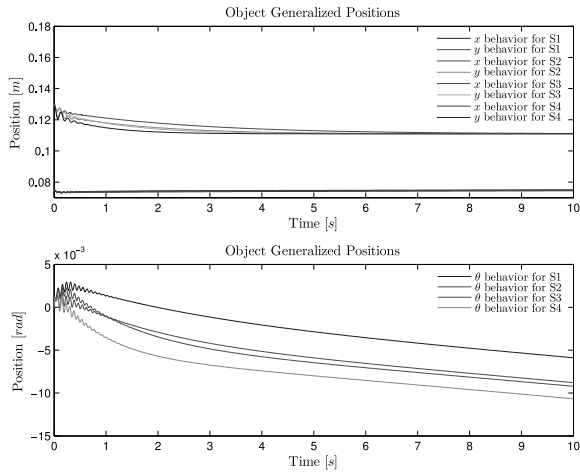 Object Generalized Positions
0.18
0.16
0.14
0.12
0.1
0.08
Position [m]
x behavior for S1
y behavior for S1
x behavior for S2
y behavior for S2
x behavior for S3
y behavior for S3
x behavior for S4
y behavior for S4
0 1 2 3 4 5 6 7 8 9 10
Time [s]
Object Generalized Positions
x 10⁻³
5
0
−5
−10
−15
Position [rad]
θ behavior for S1
θ behavior for S2
θ behavior for S3
θ behavior for S4
0 1 2 3 4 5 6 7 8 9 10
Time [s]